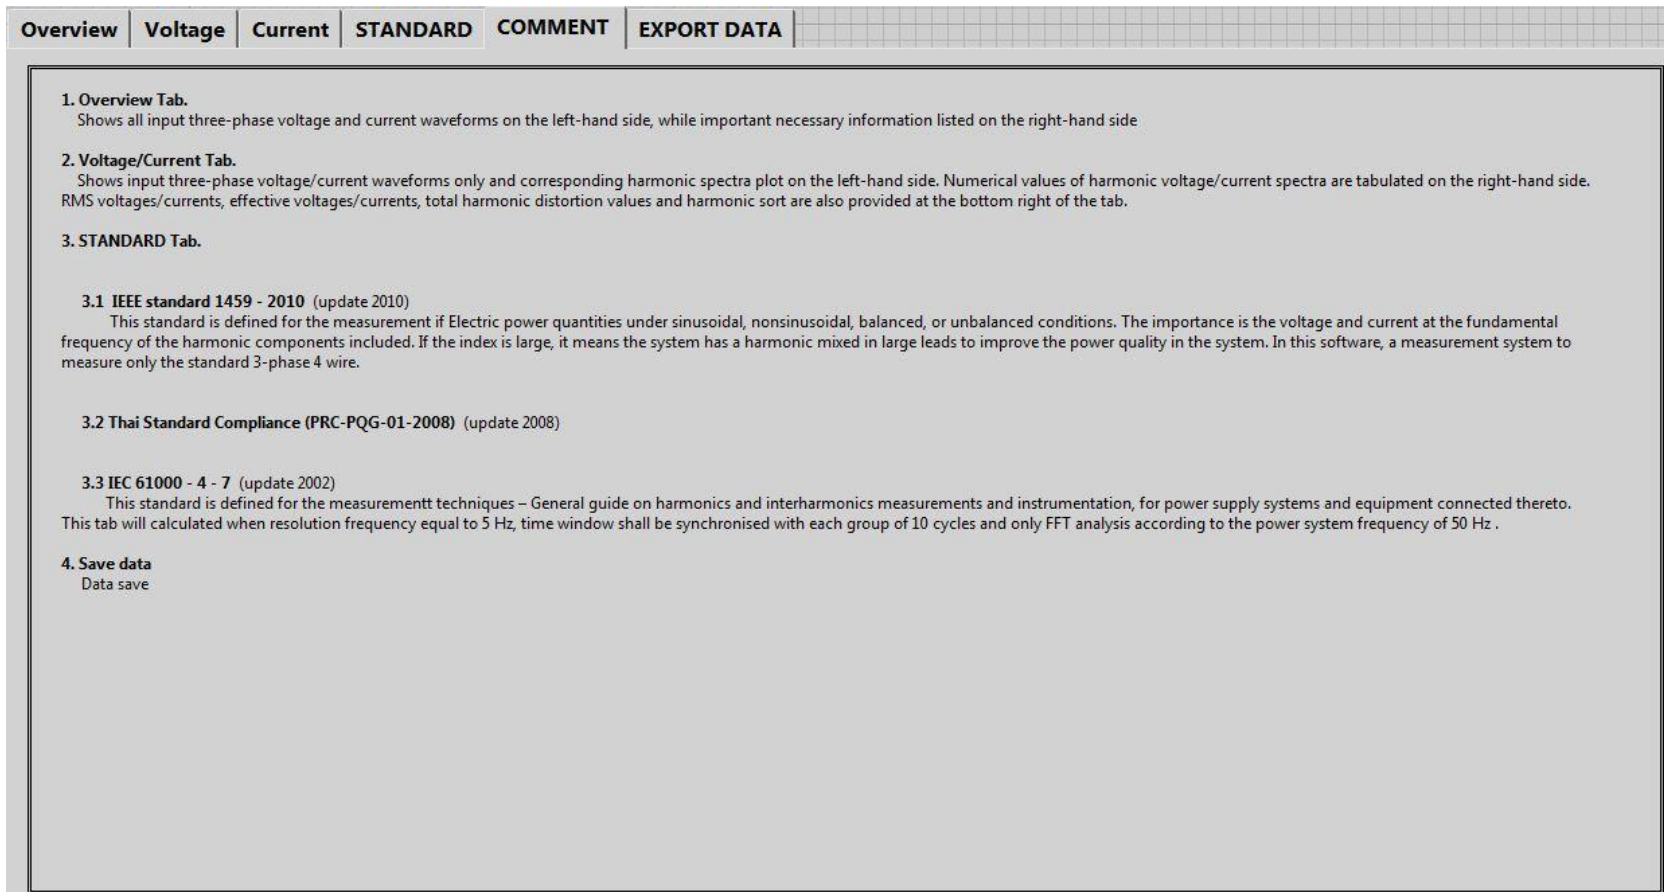 Overview Voltage Current STANDARD COMMENT EXPORT DATA
1. Overview Tab.
Shows all input three-phase voltage and current waveforms on the left-hand side, while important necessary information listed on the right-hand side
2. Voltage/Current Tab.
Shows input three-phase voltage/current waveforms only and corresponding harmonic spectra plot on the left-hand side. Numerical values of harmonic voltage/current spectra are tabulated on the right-hand side.
RMS voltages/currents, effective voltages/currents, total harmonic distortion values and harmonic sort are also provided at the bottom right of the tab.
3. STANDARD Tab.
3.1 IEEE standard 1459 - 2010 (update 2010)
This standard is defined for the measurement if Electric power quantities under sinusoidal, nonsinusoidal, balanced, or unbalanced conditions. The importance is the voltage and current at the fundamental
frequency of the harmonic components included. If the index is large, it means the system has a harmonic mixed in large leads to improve the power quality in the system. In this software, a measurement system to
measure only the standard 3-phase 4 wire.
3.2 Thai Standard Compliance (PRC-PQG-01-2008) (update 2008)
3.3 IEC 61000 - 4 - 7 (update 2002)
This standard is defined for the measurementt techniques – General guide on harmonics and interharmonics measurements and instrumentation, for power supply systems and equipment connected thereto.
This tab will calculated when resolution frequency equal to 5 Hz, time window shall be synchronised with each group of 10 cycles and only FFT analysis according to the power system frequency of 50 Hz .
4. Save data
Data save